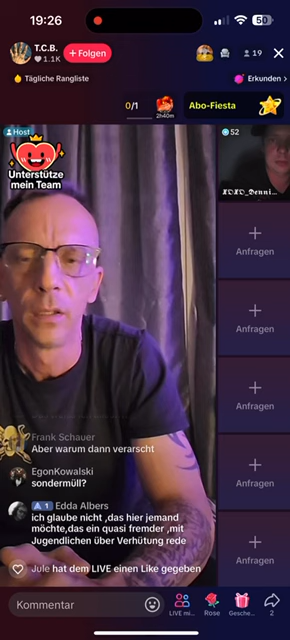 19:26
50
T.C.B.
1.1K
+ Folgen
19
Tägliche Rangliste
Erkunden >
0/1
2h40m
Abo-Fiesta
Host
52
Unterstütze
mein Team
𝕏𝕺𝕏𝕺_𝕯𝖊𝖓𝖓𝖎...
Anfragen
Anfragen
Anfragen
Anfragen
Anfragen
Frank Schauer
Aber warum dann verarscht
EgonKowalski
sondermüll?
1 Edda Albers
ich glaube nicht ,das hier jemand
möchte,das ein quasi fremder ,mit
Jugendlichen über Verhütung rede
Jule hat dem LIVE einen Like gegeben
Kommentar
LIVE mi...
Rose
Gesche...
2